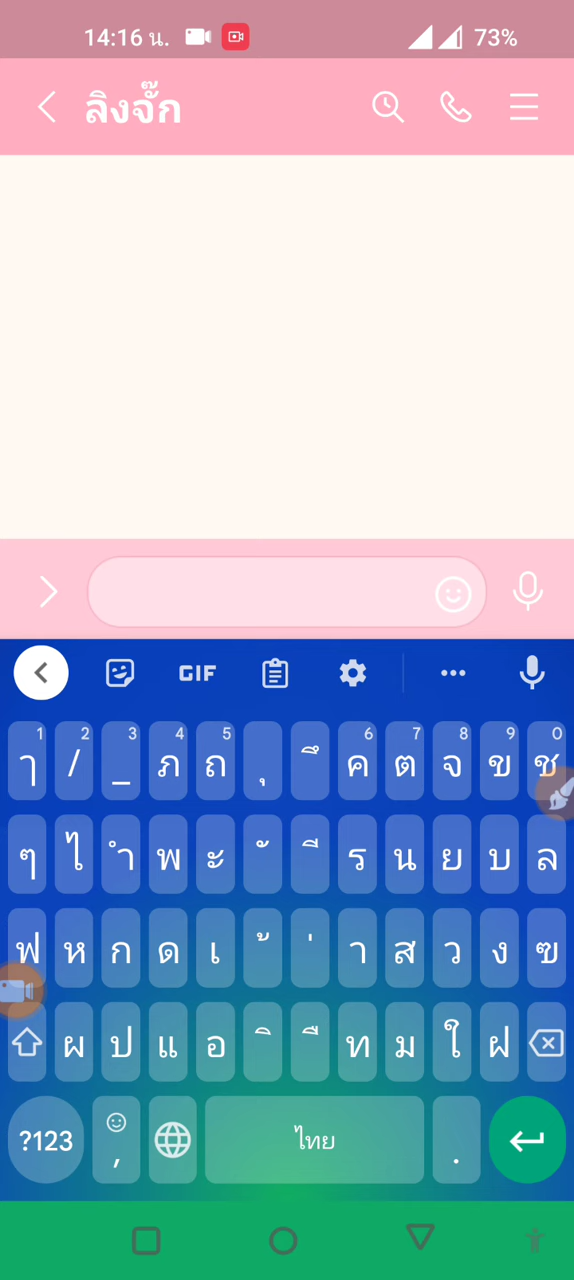 14:16 น. 73%
ลิงจั๊ก
GIF
1 2 3 4 5 6 7 8 9 0
ๅ / _ ภ ถ ุ ึ ค ต จ ข ช
ๆ ไ ำ พ ะ ั ี ร น ย บ ล
ฟ ห ก ด เ ้ ่ า ส ว ง ฃ
ผ ป แ อ ิ ื ท ม ใ ฝ
?123 , ไทย .